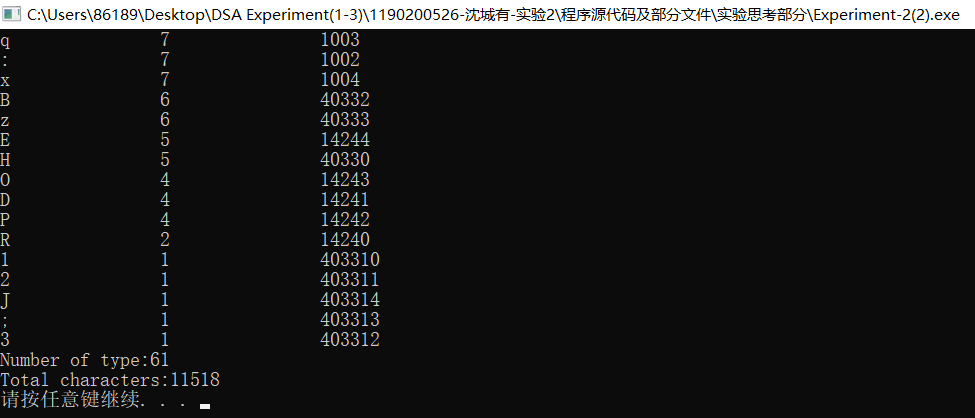 C:\Users\86189\Desktop\DSA Experiment(1-3)\1190200526-沈城有-实验2\程序源代码及部分文件\实验思考部分\Experiment-2(2).exe
q 7 1003
: 7 1002
x 7 1004
B 6 40332
z 6 40333
E 5 14244
H 5 40330
O 4 14243
D 4 14241
P 4 14242
R 2 14240
1 1 403310
2 1 403311
J 1 403314
; 1 403313
3 1 403312
Number of type:61
Total characters:11518
请按任意键继续. . .